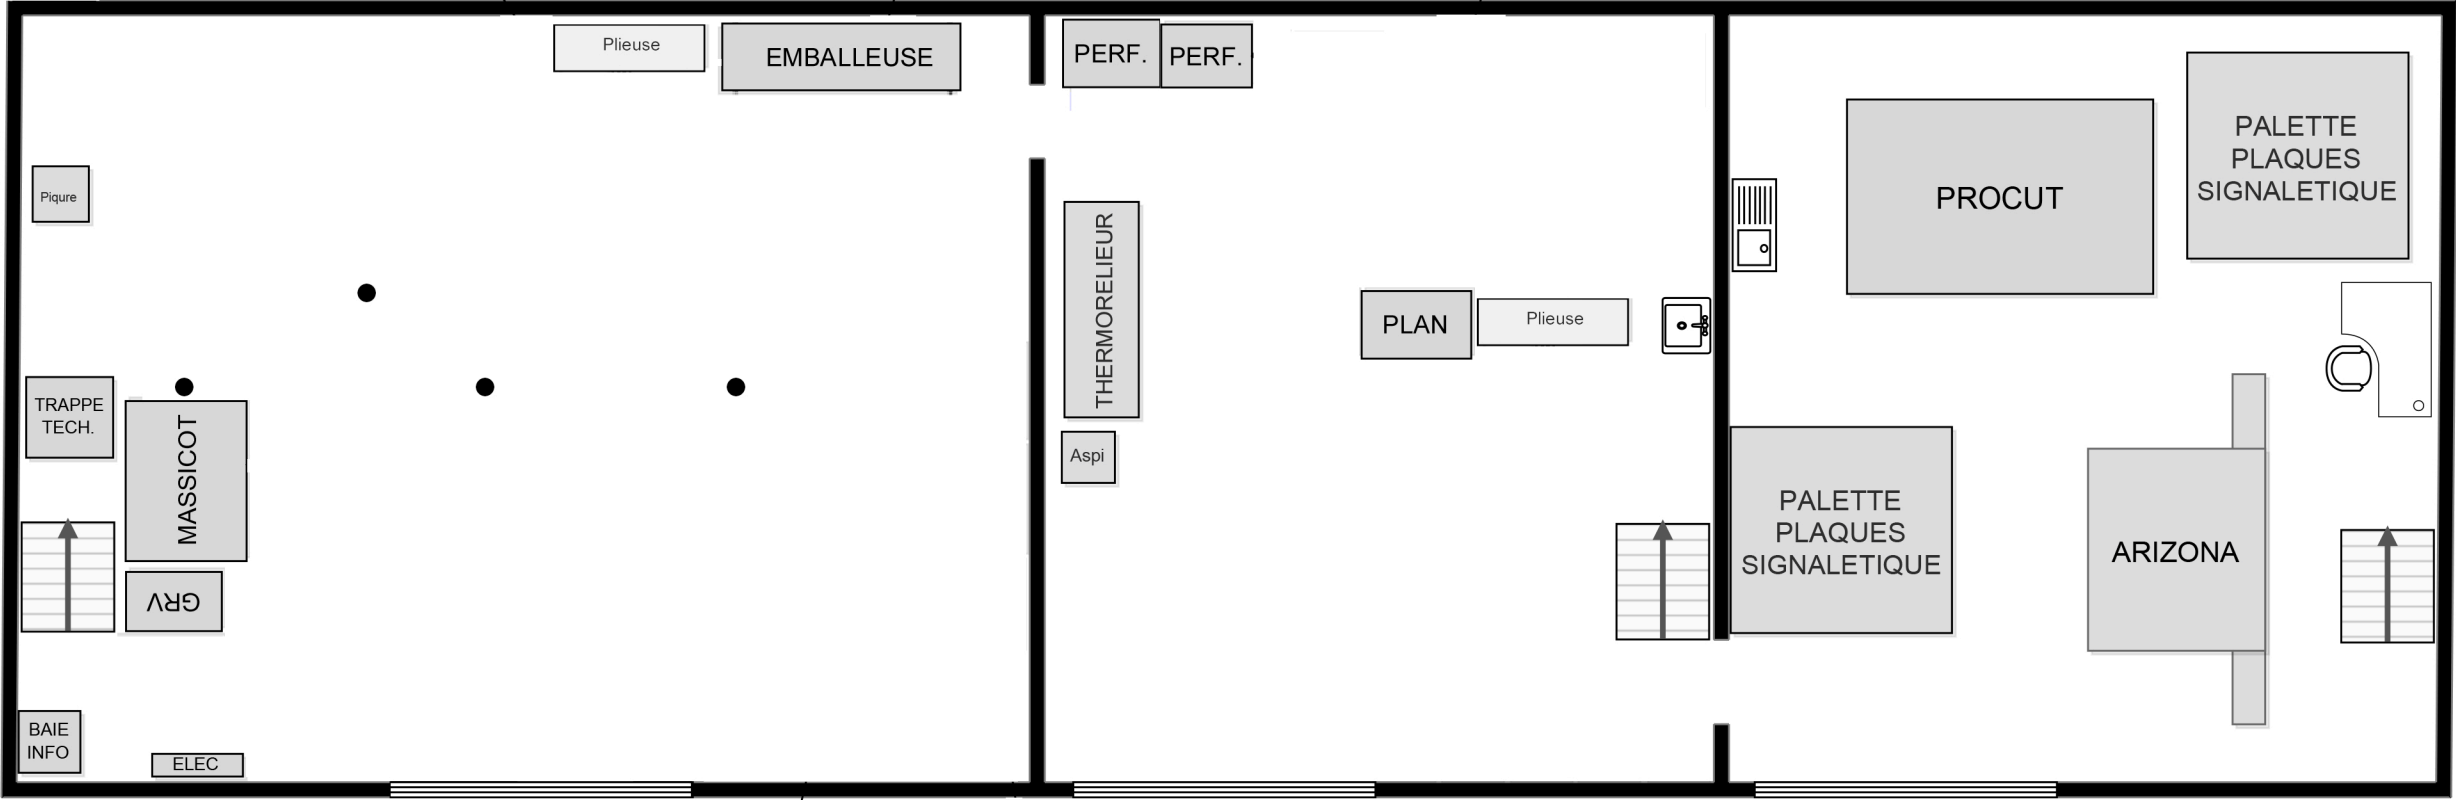 Plieuse
EMBALLEUSE
Piqure
TRAPPE
TECH.
MASSICOT
GRV
BAIE
INFO
ELEC
PERF.
PERF.
THERMORELIEUR
Aspi
PLAN
Plieuse
PROCUT
PALETTE
PLAQUES
SIGNALETIQUE
PALETTE
PLAQUES
SIGNALETIQUE
ARIZONA